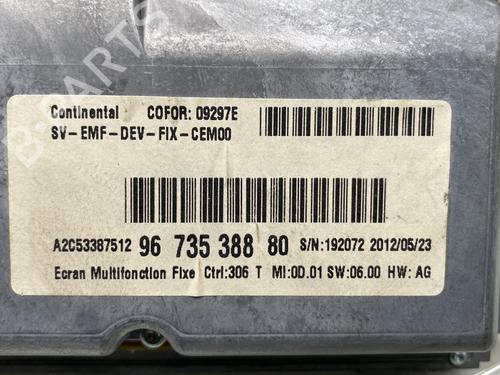 B-PARTS
Continental COFOR: 09297E
SV-EMF-DEV-FIX-CEM00
A2C53387512 96 735 388 80 S/N:192072 2012/05/23
Ecran Multifonction Fixe Ctrl:306 T MI:0D.01 SW:06.00 HW: AG